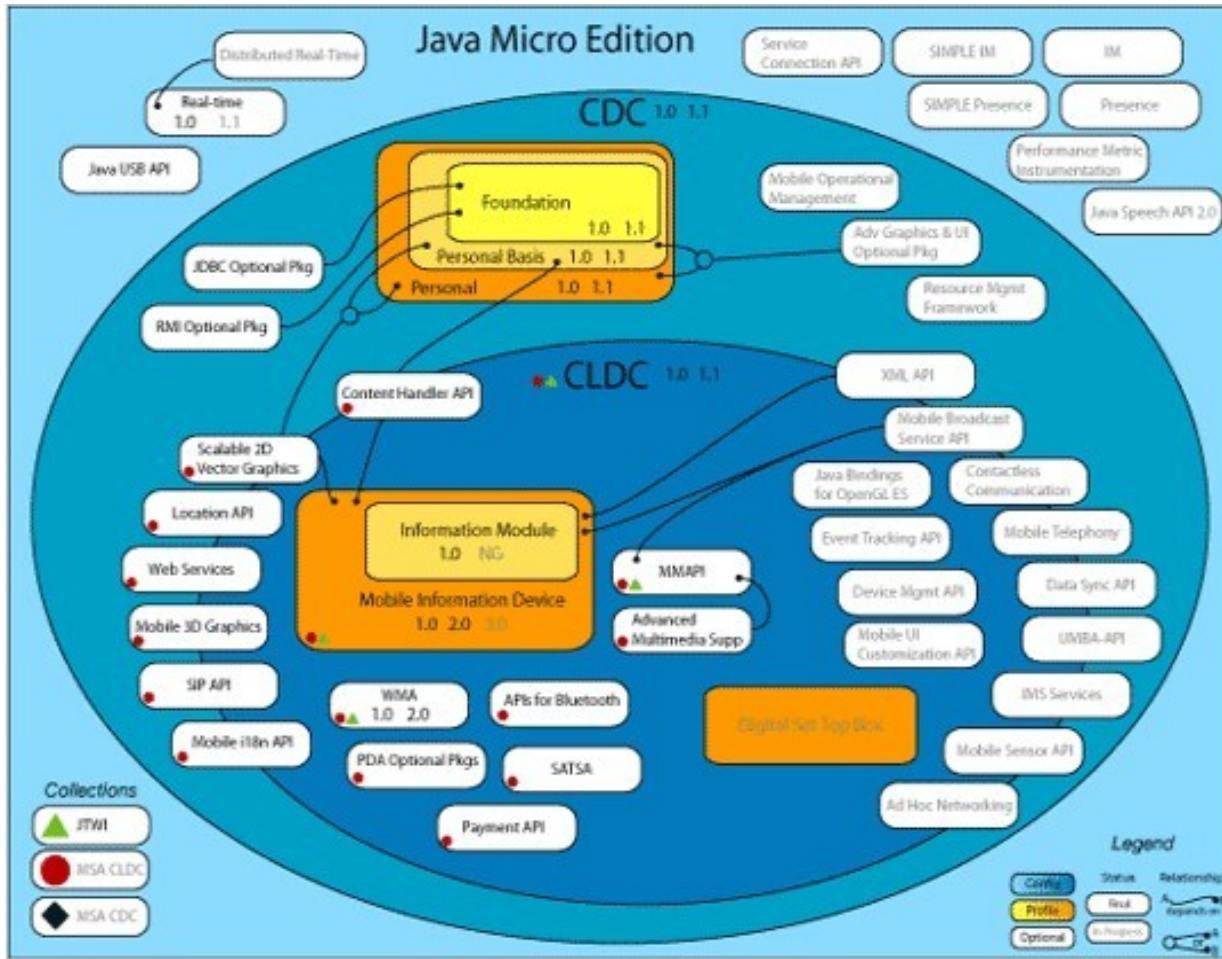 Java Micro Edition
Distributed Real-Time
Real-time
1.0 1.1
Java USB API
Service
Connection API
SIMPLE IM
IM
SIMPLE Presence
Presence
Performance Metric
Instrumentation
Java Speech API 2.0
CDC 1.0 1.1
Foundation
1.0 1.1
Personal Basis 1.0 1.1
Personal 1.0 1.1
JDBC Optional Pkg
RMI Optional Pkg
Mobile Operational
Management
Adv Graphics & UI
Optional Pkg
Resource Mgmt
Framework
CLDC 1.0 1.1
Content Handler API
XML API
Mobile Broadcast
Service API
Scalable 2D
Vector Graphics
Java Bindings
for OpenGL ES
Contactless
Communication
Location API
Information Module
1.0 NG
Mobile Information Device
1.0 2.0 3.0
Event Tracking API
Mobile Telephony
Web Services
MMAPI
Device Mgmt API
Data Sync API
Mobile 3D Graphics
Advanced
Multimedia Supp
Mobile UI
Customization API
UMBA-API
SIP API
WMA
1.0 2.0
APIs for Bluetooth
Digital Set Top Box
IMS Services
Mobile i18n API
PDA Optional Pkgs
SATSA
Mobile Sensor API
Payment API
Ad Hoc Networking
Collections
JTWI
MSA CLDC
MSA CDC
Legend
Config
Profile
Optional
Status
Final
In Progress
Relationship
A
depends on
or
A
B